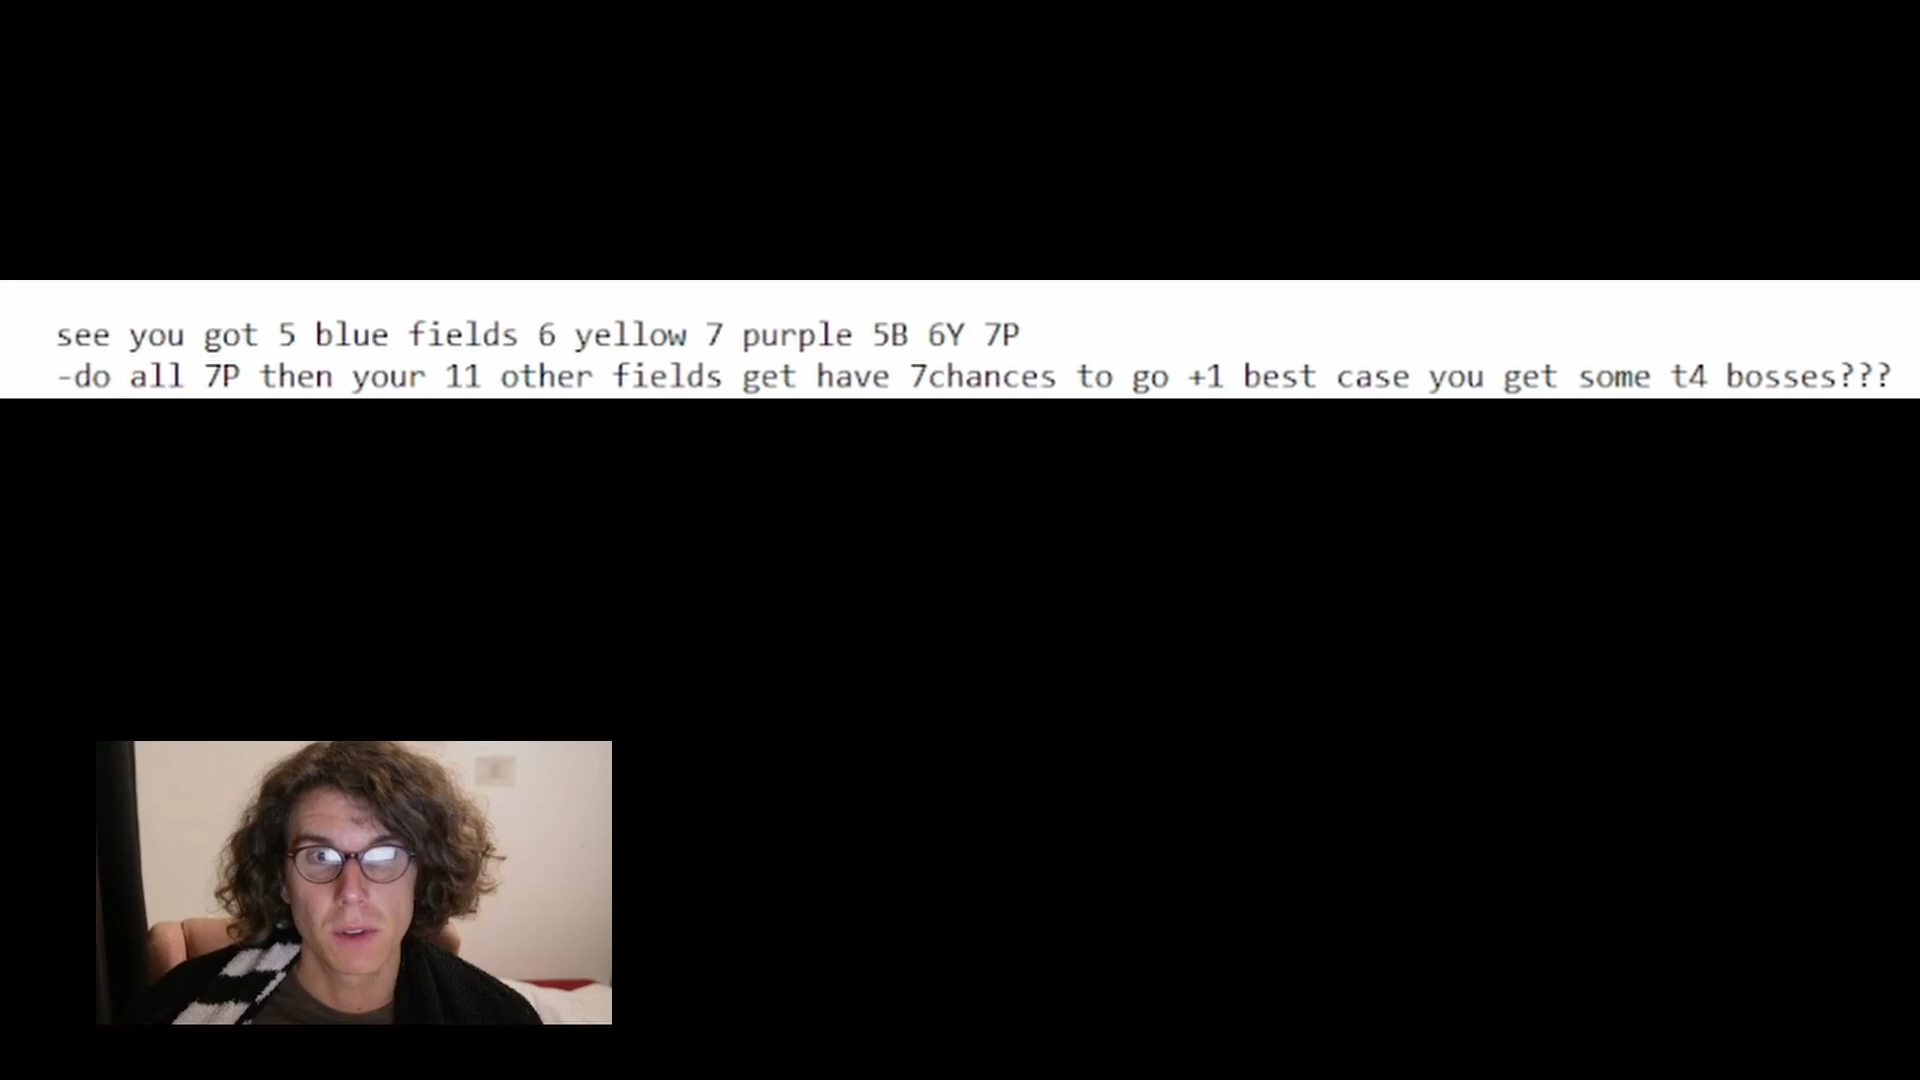 see you got 5 blue fields 6 yellow 7 purple 5B 6Y 7P
-do all 7P then your 11 other fields get have 7chances to go +1 best case you get some t4 bosses???